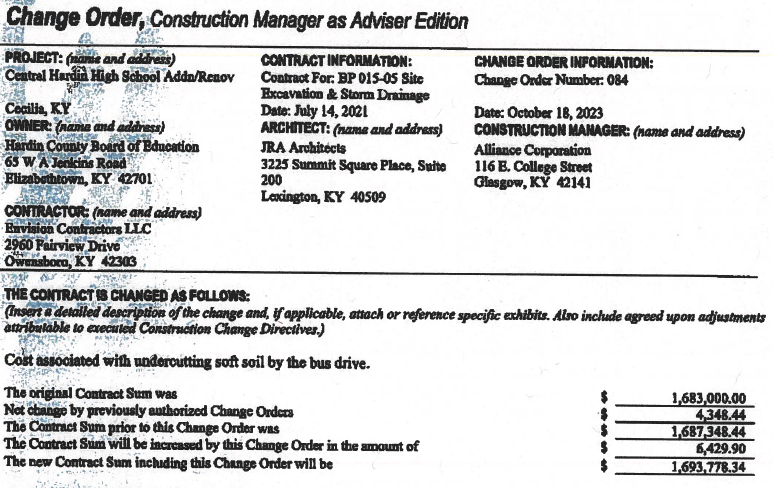 Change Order, Construction Manager as Adviser Edition
PROJECT: (name and address)
Central Hardin High School Addn/Renov
Cecilia, KY
OWNER: (name and address)
Hardin County Board of Education
65 W A Jenkins Road
Elizabethtown, KY 42701
CONTRACTOR: (name and address)
Envision Contractors LLC
2960 Fairview Drive
Owensboro, KY 42303
CONTRACT INFORMATION:
Contract For: BP 015-05 Site
Excavation & Storm Drainage
Date: July 14, 2021
ARCHITECT: (name and address)
JRA Architects
3225 Summit Square Place, Suite
200
Lexington, KY 40509
CHANGE ORDER INFORMATION:
Change Order Number: 084
Date: October 18, 2023
CONSTRUCTION MANAGER: (name and address)
Alliance Corporation
116 E. College Street
Glasgow, KY 42141
THE CONTRACT IS CHANGED AS FOLLOWS:
(Insert a detailed description of the change and, if applicable, attach or reference specific exhibits. Also include agreed upon adjustments
attributable to executed Construction Change Directives.)
Cost associated with undercutting soft soil by the bus drive.
The original Contract Sum was $ 1,683,000.00
Net change by previously authorized Change Orders $ 4,348.44
The Contract Sum prior to this Change Order was $ 1,687,348.44
The Contract Sum will be increased by this Change Order in the amount of $ 6,429.90
The new Contract Sum including this Change Order will be $ 1,693,778.34